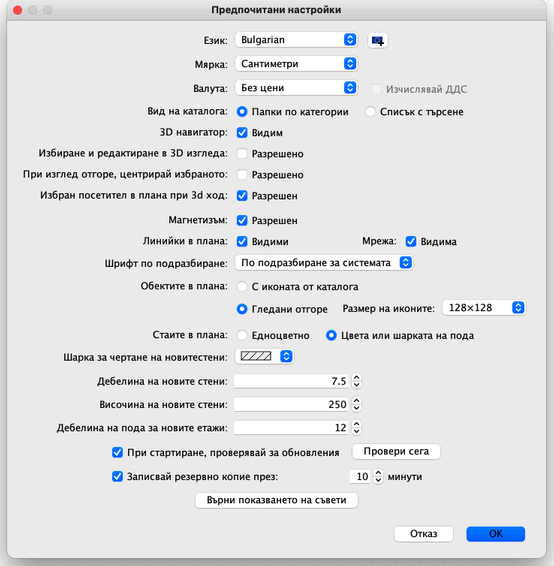 Предпочитани настройки
Език: Bulgarian
Мярка: Сантиметри
Валута: Без цени Изчислявай ДДС
Вид на каталога: Папки по категории Списък с търсене
3D навигатор: Видим
Избиране и редактиране в 3D изгледа: Разрешено
При изглед отгоре, центрирай избраното: Разрешено
Избран посетител в плана при 3d ход: Разрешен
Магнетизъм: Разрешен
Линийки в плана: Видими Мрежа: Видима
Шрифт по подразбиране: По подразбиране за системата
Обектите в плана: С иконата от каталога
Гледани отгоре Размер на иконите: 128×128
Стаите в плана: Едноцветно Цвета или шарката на пода
Шарка за чертане на новитестени:
Дебелина на новите стени: 7.5
Височина на новите стени: 250
Дебелина на пода за новите етажи: 12
При стартиране, проверявай за обновления Провери сега
Записвай резервно копие през: 10 минути
Върни показването на съвети
Отказ OK